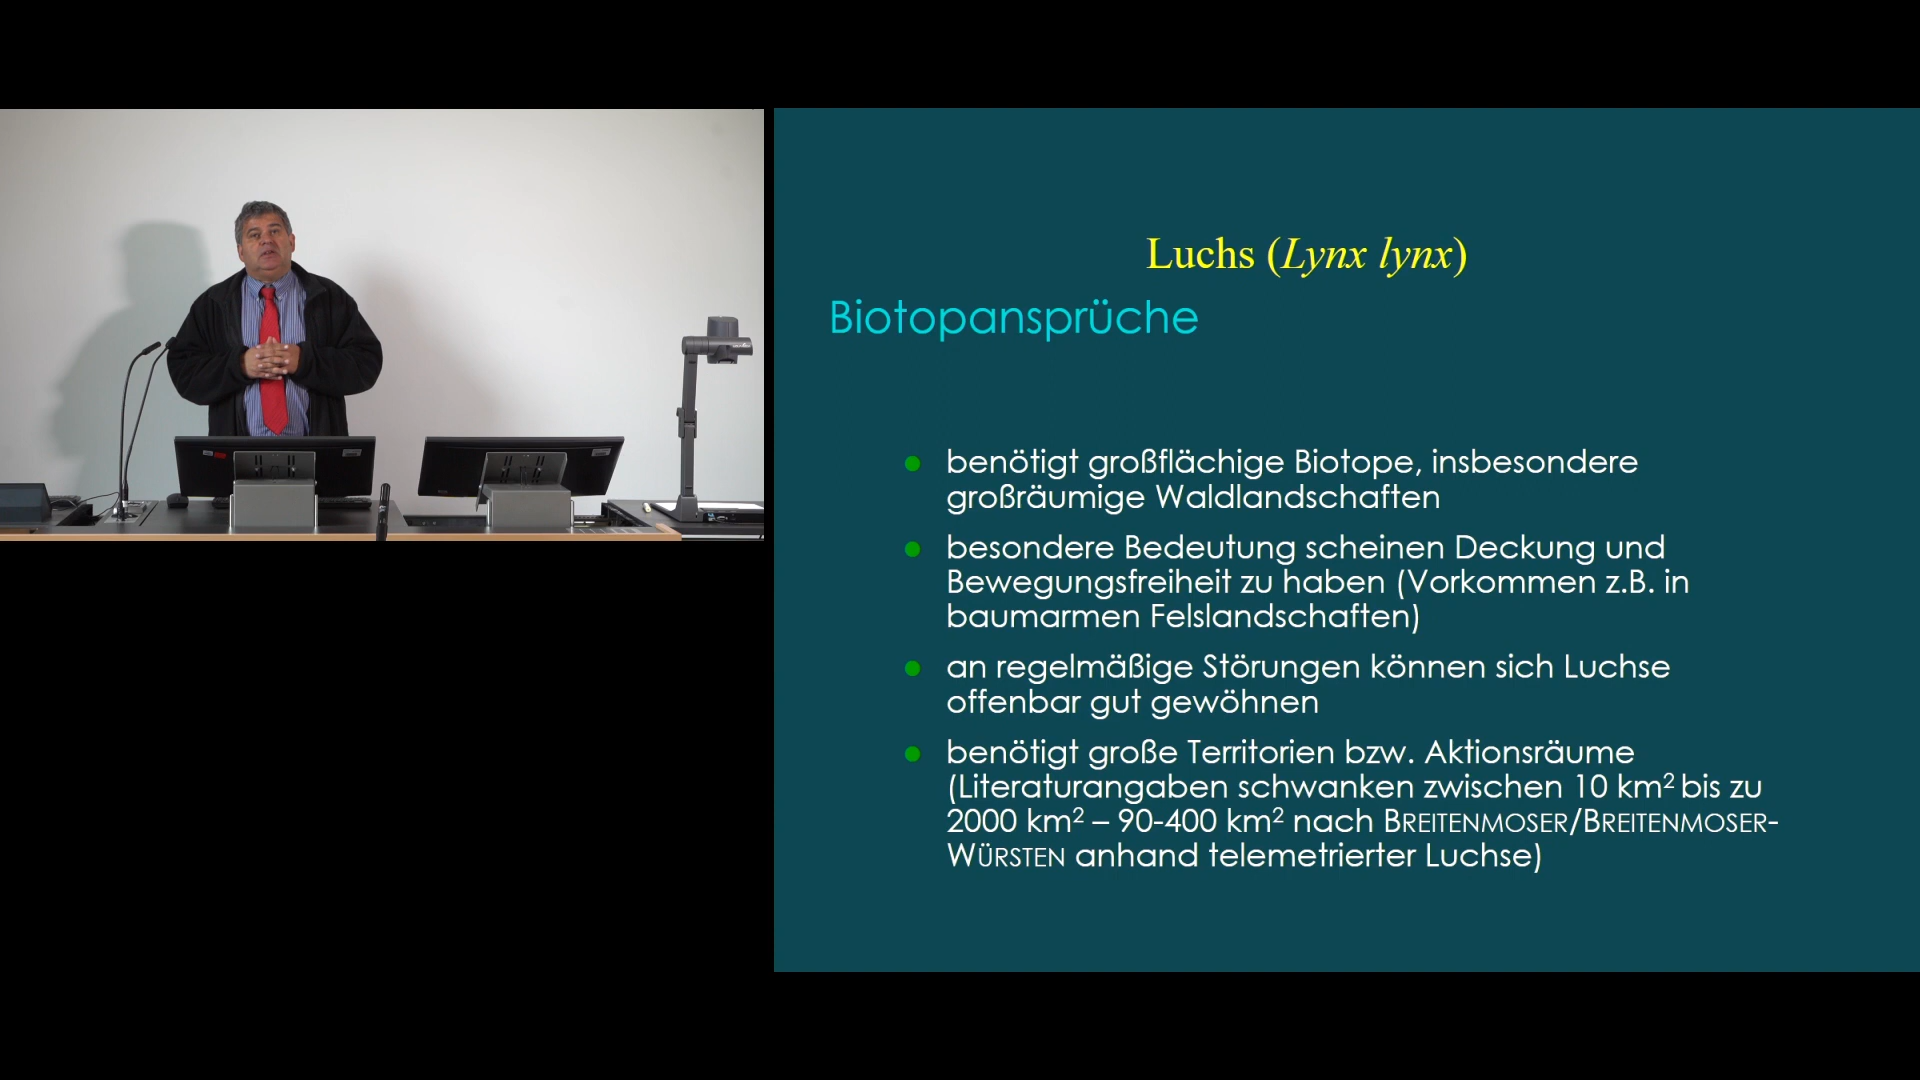 Luchs (Lynx lynx)
Biotopansprüche
benötigt großflächige Biotope, insbesondere
großräumige Waldlandschaften
besondere Bedeutung scheinen Deckung und
Bewegungsfreiheit zu haben (Vorkommen z.B. in
baumarmen Felslandschaften)
an regelmäßige Störungen können sich Luchse
offenbar gut gewöhnen
benötigt große Territorien bzw. Aktionsräume
(Literaturangaben schwanken zwischen 10 km² bis zu
2000 km² – 90-400 km² nach BREITENMOSER/BREITENMOSER-
WÜRSTEN anhand telemetrierter Luchse)